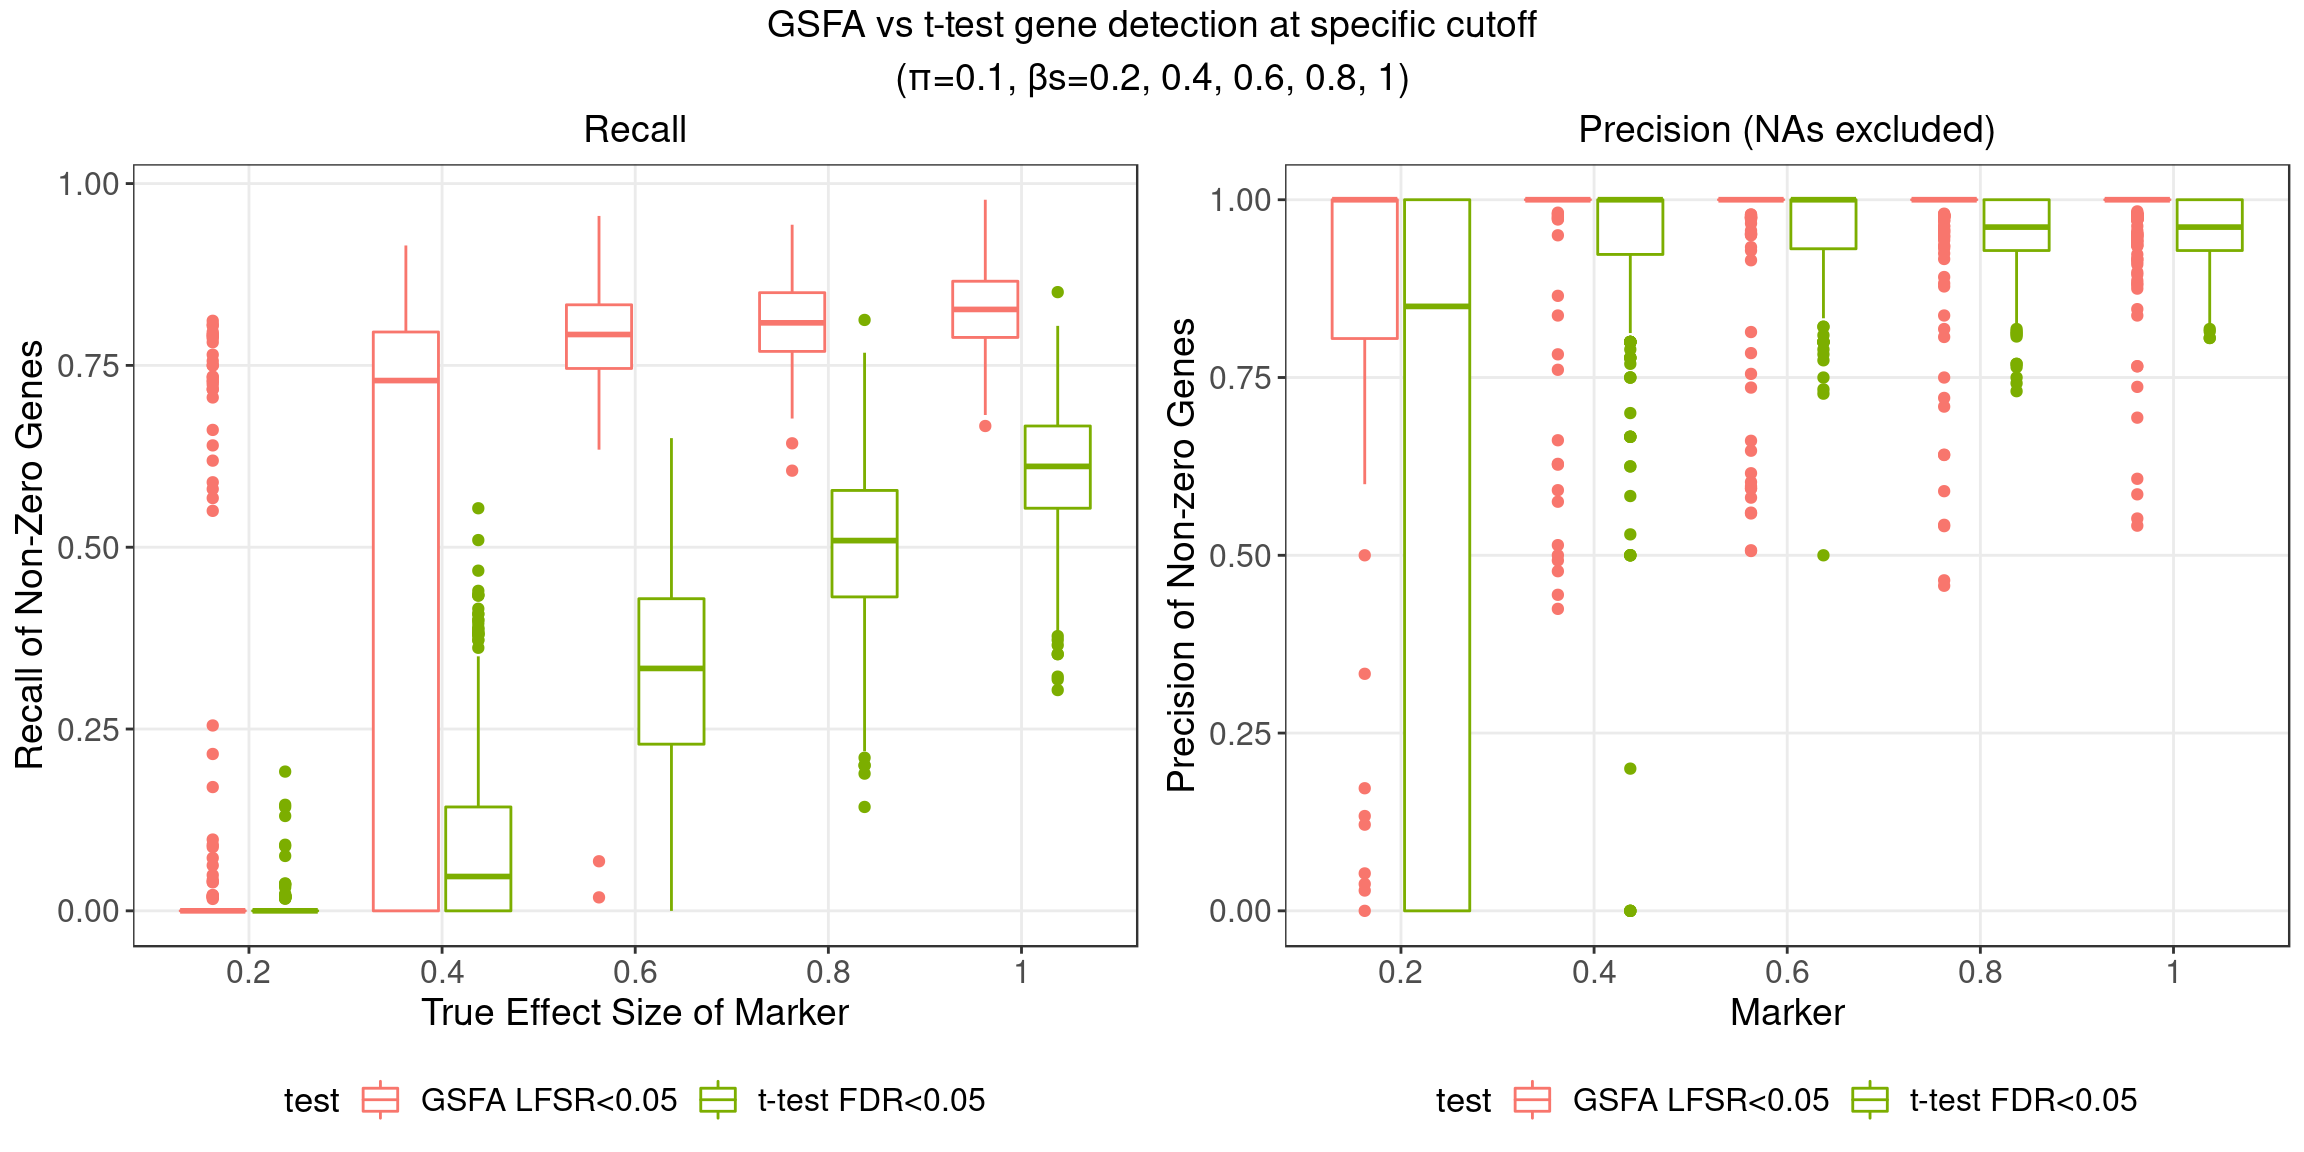 GSFA vs t-test gene detection at specific cutoff
(π=0.1, βs=0.2, 0.4, 0.6, 0.8, 1)
Recall
Recall of Non-Zero Genes
1.00
0.75
0.50
0.25
0.00
0.2 0.4 0.6 0.8 1
True Effect Size of Marker
test GSFA LFSR<0.05 t-test FDR<0.05
Precision (NAs excluded)
Precision of Non-zero Genes
1.00
0.75
0.50
0.25
0.00
0.2 0.4 0.6 0.8 1
Marker
test GSFA LFSR<0.05 t-test FDR<0.05